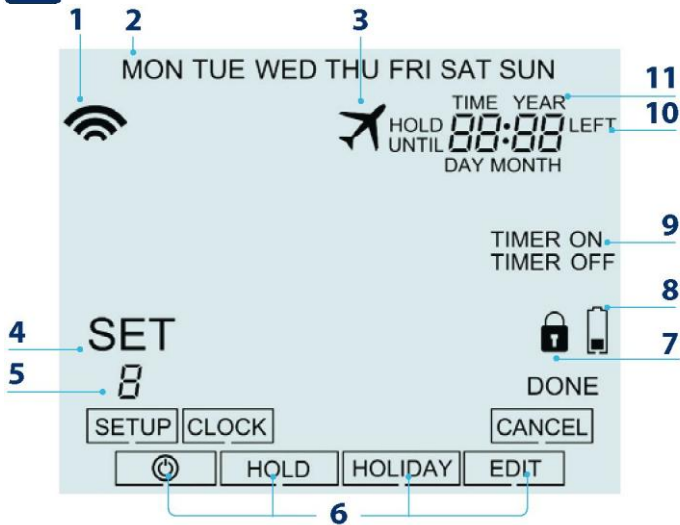 1 2 3
MON TUE WED THU FRI SAT SUN
11
TIME YEAR
10
HOLD 88:88 LEFT
UNTIL
DAY MONTH
9
TIMER ON
TIMER OFF
8
4 SET
7
5 8
DONE
SETUP CLOCK CANCEL
HOLD HOLIDAY EDIT
6